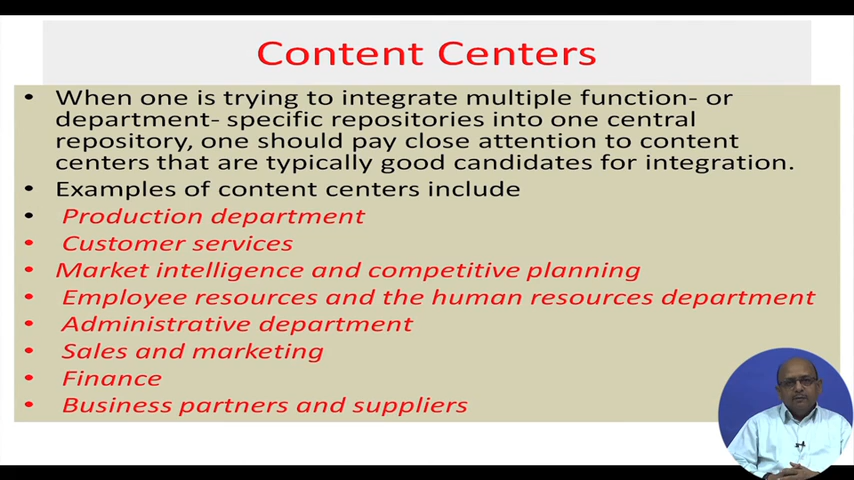 Content Centers
• When one is trying to integrate multiple function- or
department- specific repositories into one central
repository, one should pay close attention to content
centers that are typically good candidates for integration.
• Examples of content centers include
• Production department
• Customer services
• Market intelligence and competitive planning
• Employee resources and the human resources department
• Administrative department
• Sales and marketing
• Finance
• Business partners and suppliers